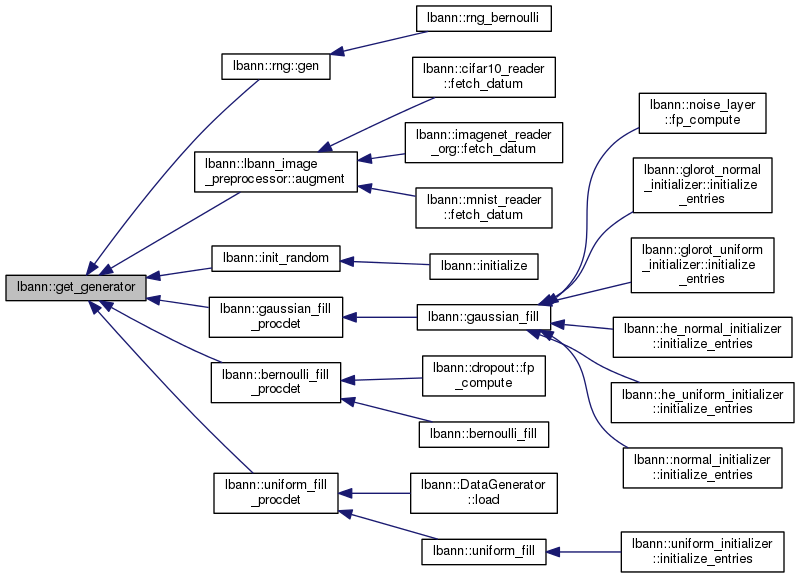 lbann::rng_bernoulli
lbann::rng::gen
lbann::cifar10_reader
::fetch_datum
lbann::imagenet_reader
_org::fetch_datum
lbann::lbann_image
_preprocessor::augment
lbann::mnist_reader
::fetch_datum
lbann::noise_layer
::fp_compute
lbann::glorot_normal
_initializer::initialize
_entries
lbann::glorot_uniform
_initializer::initialize
_entries
lbann::init_random
lbann::initialize
lbann::get_generator
lbann::gaussian_fill
_procdet
lbann::gaussian_fill
lbann::he_normal_initializer
::initialize_entries
lbann::bernoulli_fill
_procdet
lbann::dropout::fp
_compute
lbann::he_uniform_initializer
::initialize_entries
lbann::bernoulli_fill
lbann::normal_initializer
::initialize_entries
lbann::uniform_fill
_procdet
lbann::DataGenerator
::load
lbann::uniform_fill
lbann::uniform_initializer
::initialize_entries